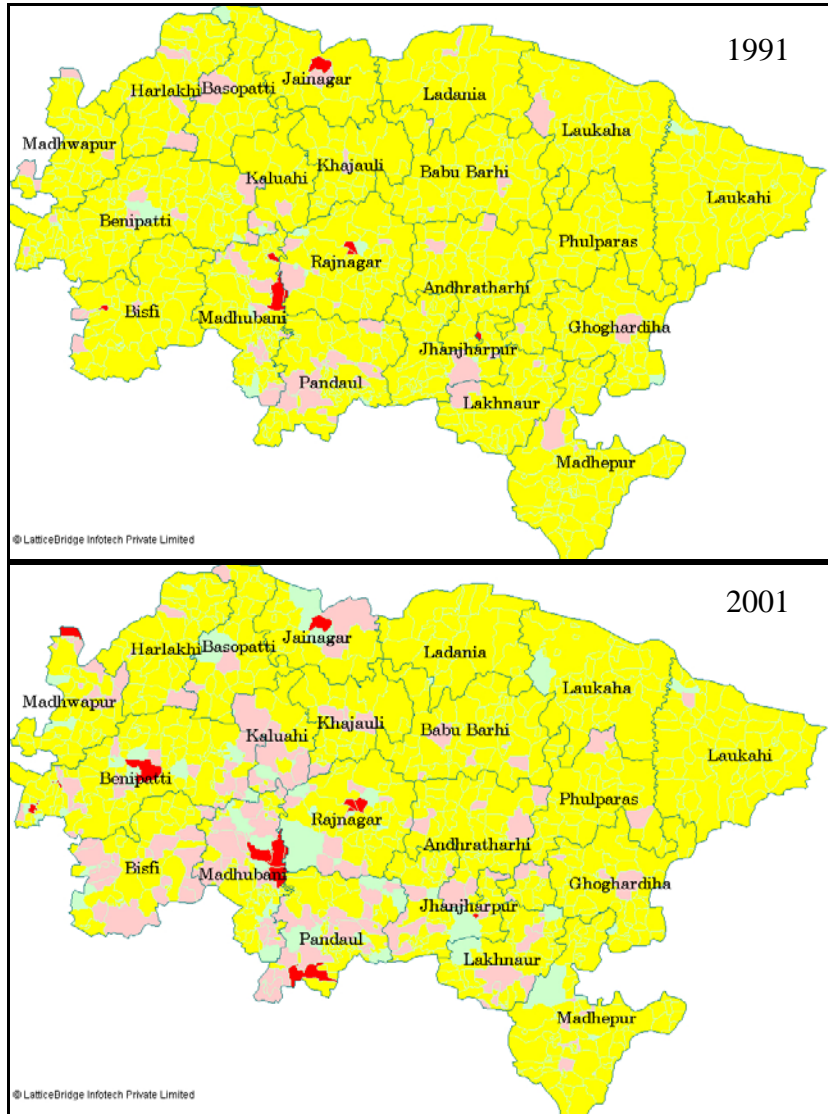 1991
Jainagar
Harlakhi Basopatti
Ladania
Laukaha
Madhwapur
Khajauli
Kaluahi
Babu Barhi
Laukahi
Benipatti
Phulparas
Rajnagar
Andhratharhi
Bisfi
Madhubani
Ghoghardiha
Jhanjharpur
Pandaul
Lakhnaur
Madhepur
© LatticeBridge Infotech Private Limited
2001
Jainagar
Harlakhi Basopatti
Ladania
Laukaha
Madhwapur
Khajauli
Kaluahi
Babu Barhi
Laukahi
Benipatti
Phulparas
Rajnagar
Andhratharhi
Bisfi
Madhubani
Ghoghardiha
Jhanjharpur
Pandaul
Lakhnaur
Madhepur
© LatticeBridge Infotech Private Limited